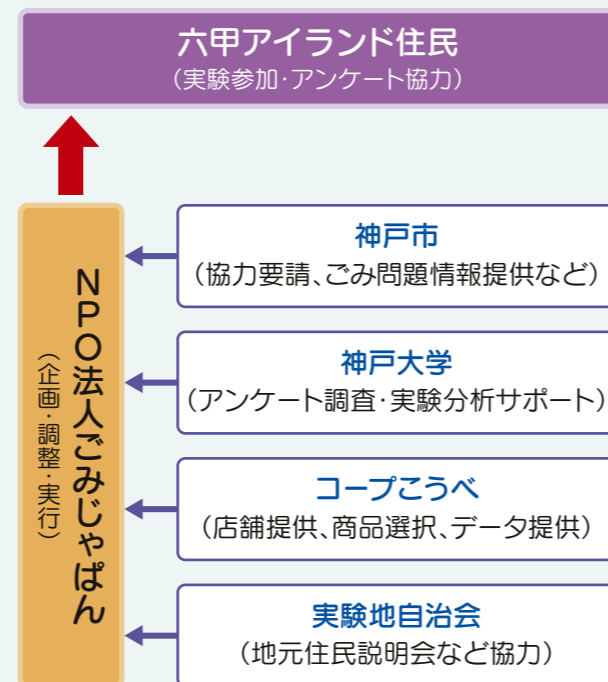 六甲アイランド住民
（実験参加・アンケート協力）
NPO法人ごみじゃぱん
（企画・調整・実行）
神戸市
（協力要請、ごみ問題情報提供など）
神戸大学
（アンケート調査・実験分析サポート）
コープこうべ
（店舗提供、商品選択、データ提供）
実験地自治会
（地元住民説明会など協力）